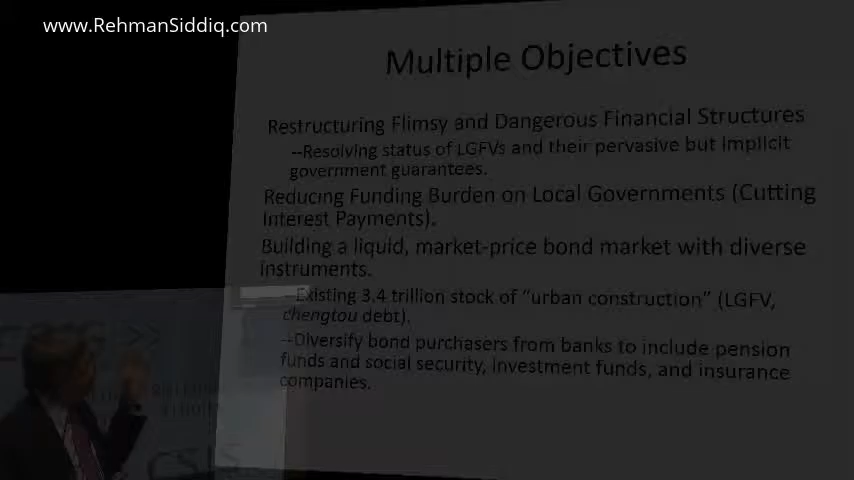 www.RehmanSiddiq.com
Multiple Objectives
Restructuring Flimsy and Dangerous Financial Structures
--Resolving status of LGFVs and their pervasive but implicit
government guarantees.
Reducing Funding Burden on Local Governments (Cutting
Interest Payments).
Building a liquid, market-price bond market with diverse
instruments.
--Existing 3.4 trillion stock of “urban construction” (LGFV,
chengtou debt).
--Diversify bond purchasers from banks to include pension
funds and social security, investment funds, and insurance
companies.
CSIS